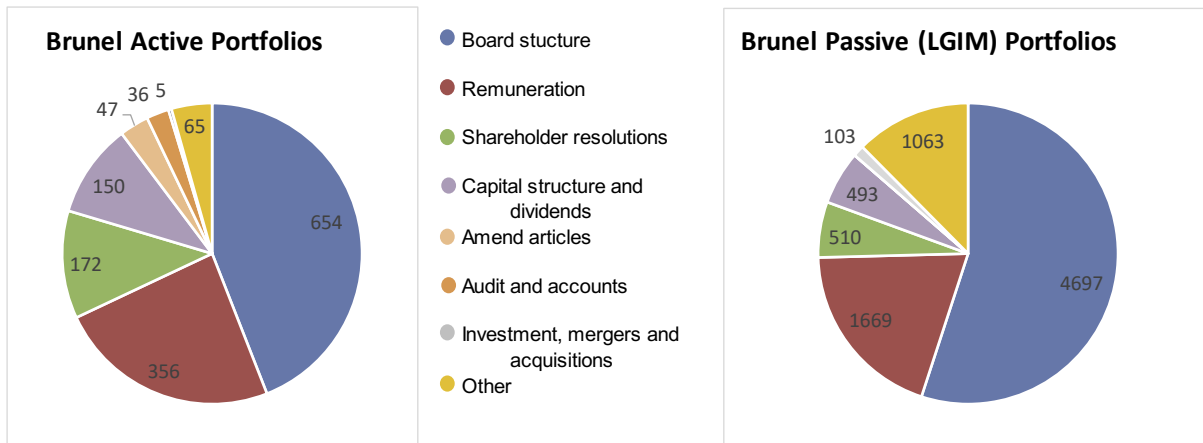 Brunel Active Portfolios
36
5
47
65
150
654
172
356
Board stucture
Remuneration
Shareholder resolutions
Capital structure and
dividends
Amend articles
Audit and accounts
Investment, mergers and
acquisitions
Other
Brunel Passive (LGIM) Portfolios
103
1063
493
510
4697
1669